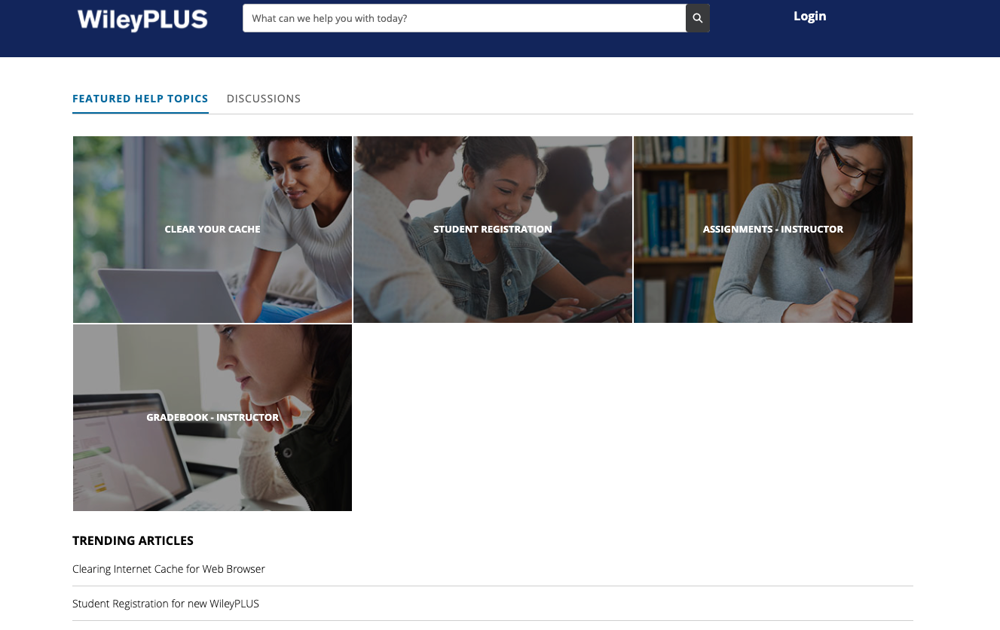 WileyPLUS
What can we help you with today?
Login
FEATURED HELP TOPICS
DISCUSSIONS
CLEAR YOUR CACHE
STUDENT REGISTRATION
ASSIGNMENTS - INSTRUCTOR
GRADEBOOK - INSTRUCTOR
TRENDING ARTICLES
Clearing Internet Cache for Web Browser
Student Registration for new WileyPLUS